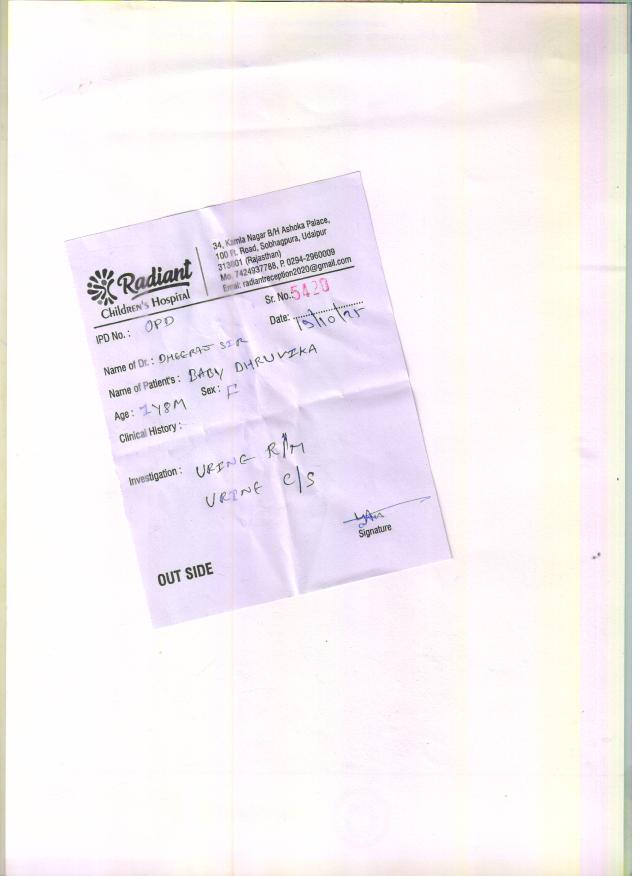 Radiant
Children's Hospital
34, Kamla Nagar B/H Ashoka Palace,
100 Ft. Road, Sobhagpura, Udaipur
313001 (Rajasthan)
Mo. 7424937788, P. 0294-2960009
Email: radiantreception2020@gmail.com
IPD No.: OPD
Sr. No.: 5420
Date: 19/10/25
Name of Dr.: DHEERAJ SIR
Name of Patient's: BABY DHRUVIKA
Age: 1Y8M Sex: F
Clinical History:
Investigation: URINE R/M
URINE C/S
Signature
OUT SIDE